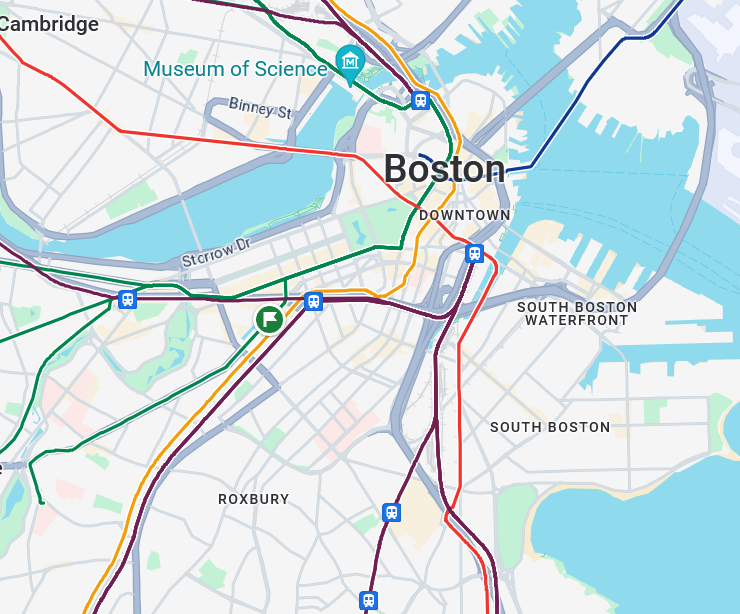 Cambridge
Museum of Science
Binney St
Boston
DOWNTOWN
Storrow Dr
SOUTH BOSTON
WATERFRONT
SOUTH BOSTON
e
ROXBURY